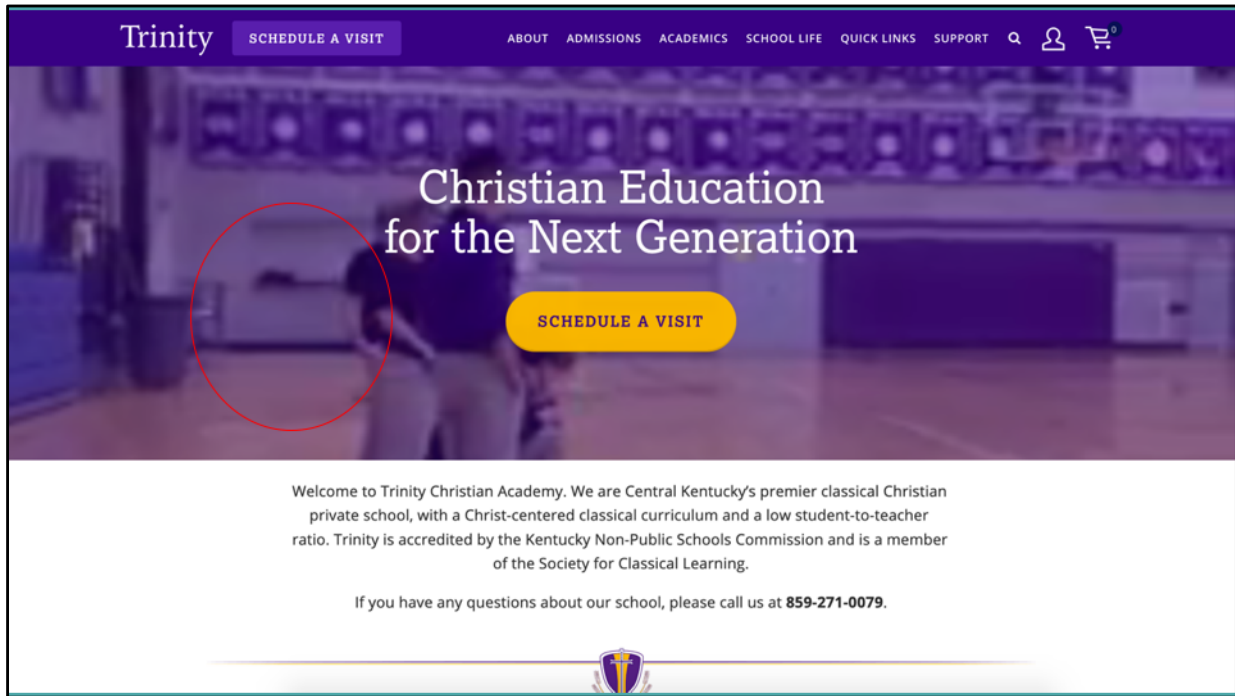 Trinity SCHEDULE A VISIT ABOUT ADMISSIONS ACADEMICS SCHOOL LIFE QUICK LINKS SUPPORT 0
Christian Education
for the Next Generation
SCHEDULE A VISIT
Welcome to Trinity Christian Academy. We are Central Kentucky’s premier classical Christian
private school, with a Christ-centered classical curriculum and a low student-to-teacher
ratio. Trinity is accredited by the Kentucky Non-Public Schools Commission and is a member
of the Society for Classical Learning.
If you have any questions about our school, please call us at 859-271-0079.